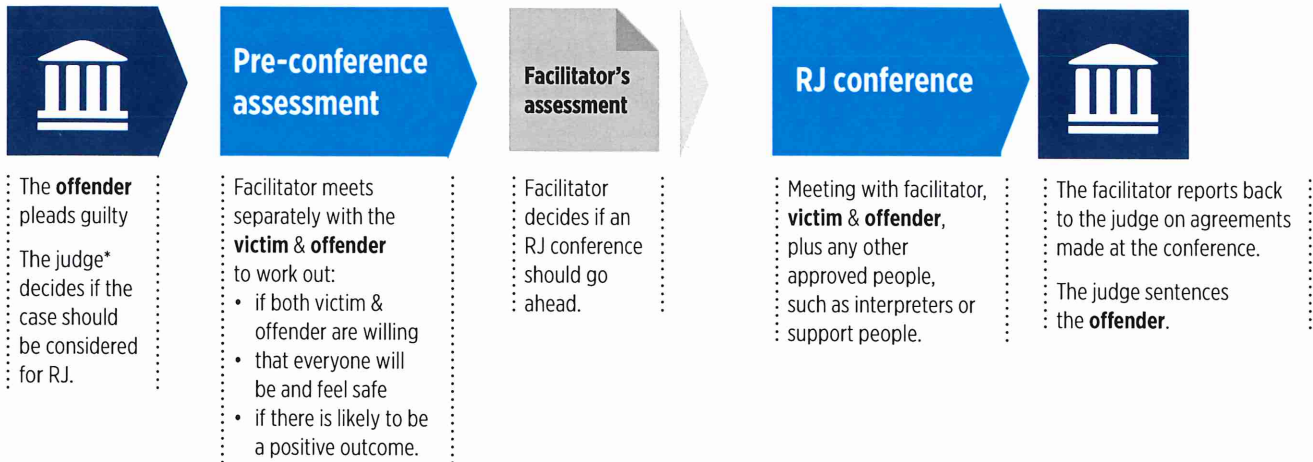 Pre-conference
assessment
Facilitator's
assessment
RJ conference
The offender
pleads guilty
The judge*
decides if the
case should
be considered
for RJ.
Facilitator meets
separately with the
victim & offender
to work out:
• if both victim &
offender are willing
• that everyone will
be and feel safe
• if there is likely to be
a positive outcome.
Facilitator
decides if an
RJ conference
should go
ahead.
Meeting with facilitator,
victim & offender,
plus any other
approved people,
such as interpreters or
support people.
The facilitator reports back
to the judge on agreements
made at the conference.
The judge sentences
the offender.